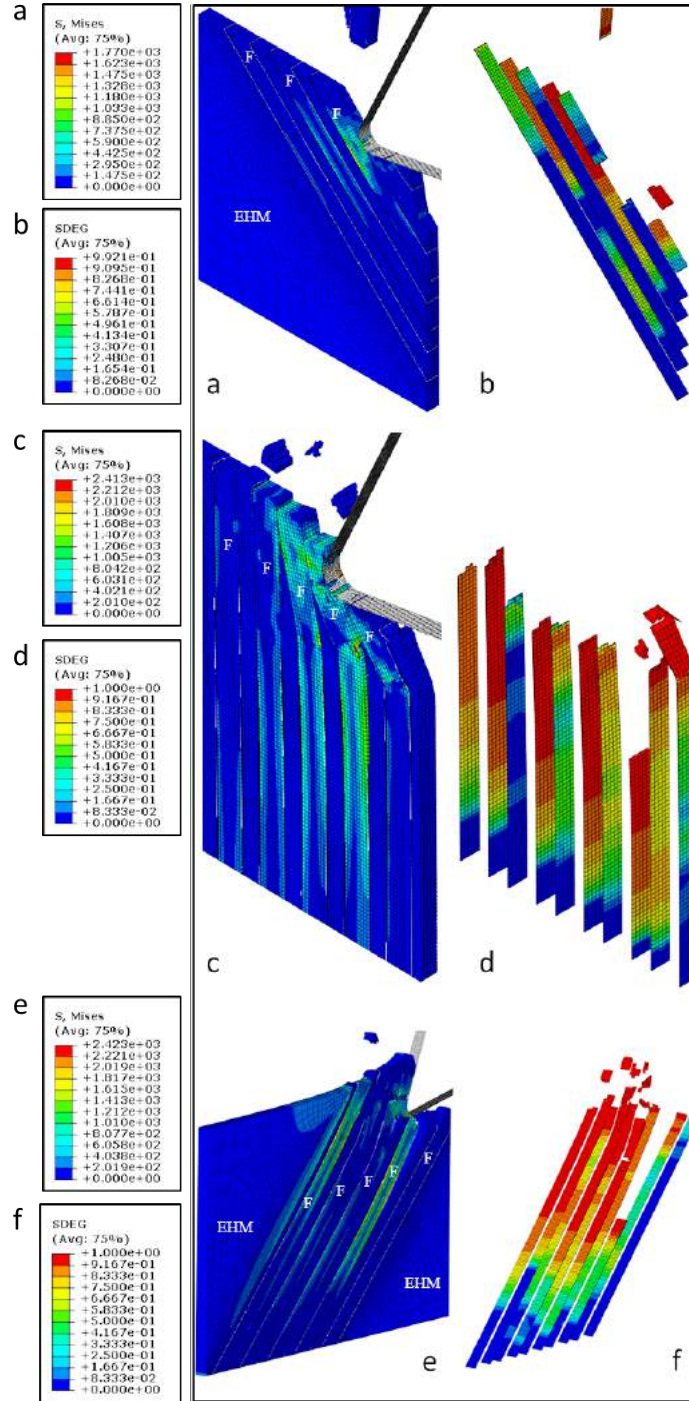 a
S, Mises
(Avg: 75%)
+1.770e+03
+1.623e+03
+1.475e+03
+1.328e+03
+1.180e+03
+1.033e+03
+8.850e+02
+7.375e+02
+5.900e+02
+4.425e+02
+2.950e+02
+1.475e+02
+0.000e+00
F
F
F
EHM
a
b
b
SDEG
(Avg: 75%)
+9.921e-01
+9.095e-01
+8.268e-01
+7.441e-01
+6.614e-01
+5.787e-01
+4.961e-01
+4.134e-01
+3.307e-01
+2.480e-01
+1.654e-01
+8.268e-02
+0.000e+00
c
S, Mises
(Avg: 75%)
+2.413e+03
+2.212e+03
+2.010e+03
+1.809e+03
+1.608e+03
+1.407e+03
+1.206e+03
+1.005e+03
+8.042e+02
+6.031e+02
+4.021e+02
+2.010e+02
+0.000e+00
F
F
F
F
F
c
d
d
SDEG
(Avg: 75%)
+1.000e+00
+9.167e-01
+8.333e-01
+7.500e-01
+6.667e-01
+5.833e-01
+5.000e-01
+4.167e-01
+3.333e-01
+2.500e-01
+1.667e-01
+8.333e-02
+0.000e+00
e
S, Mises
(Avg: 75%)
+2.423e+03
+2.221e+03
+2.019e+03
+1.817e+03
+1.615e+03
+1.413e+03
+1.212e+03
+1.010e+03
+8.077e+02
+6.058e+02
+4.038e+02
+2.019e+02
+0.000e+00
F
F
F
F
F
EHM
EHM
e
f
f
SDEG
(Avg: 75%)
+1.000e+00
+9.167e-01
+8.333e-01
+7.500e-01
+6.667e-01
+5.833e-01
+5.000e-01
+4.167e-01
+3.333e-01
+2.500e-01
+1.667e-01
+8.333e-02
+0.000e+00